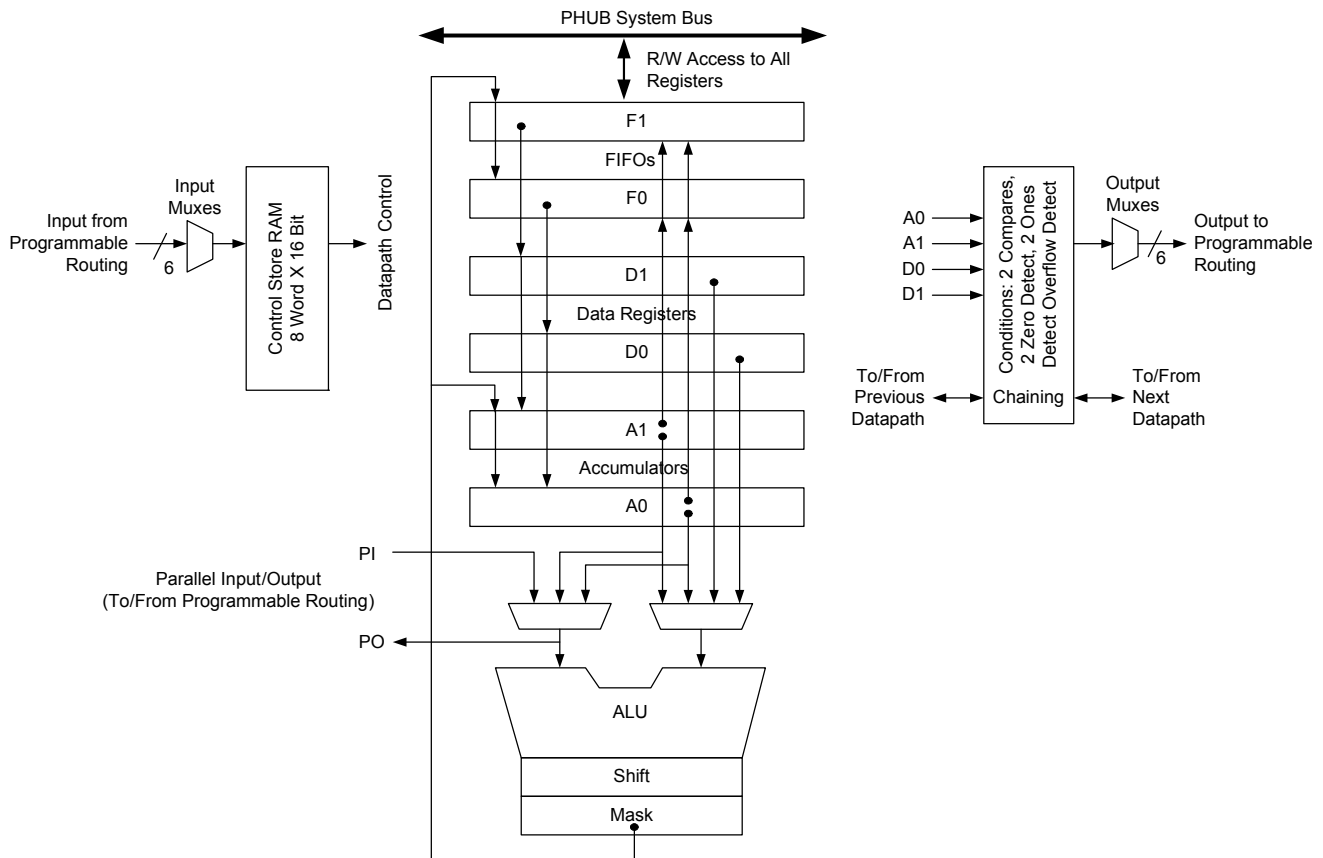 PHUB System Bus
R/W Access to All
Registers
F1
FIFOs
F0
D1
Data Registers
D0
A1
Accumulators
A0
Input from
Programmable
Routing
6
Input
Muxes
Control Store RAM
8 Word X 16 Bit
Datapath Control
A0
A1
D0
D1
Conditions: 2 Compares,
2 Zero Detect, 2 Ones
Detect Overflow Detect
Output
Muxes
6
Output to
Programmable
Routing
To/From
Previous
Datapath
Chaining
To/From
Next
Datapath
PI
Parallel Input/Output
(To/From Programmable Routing)
PO
ALU
Shift
Mask